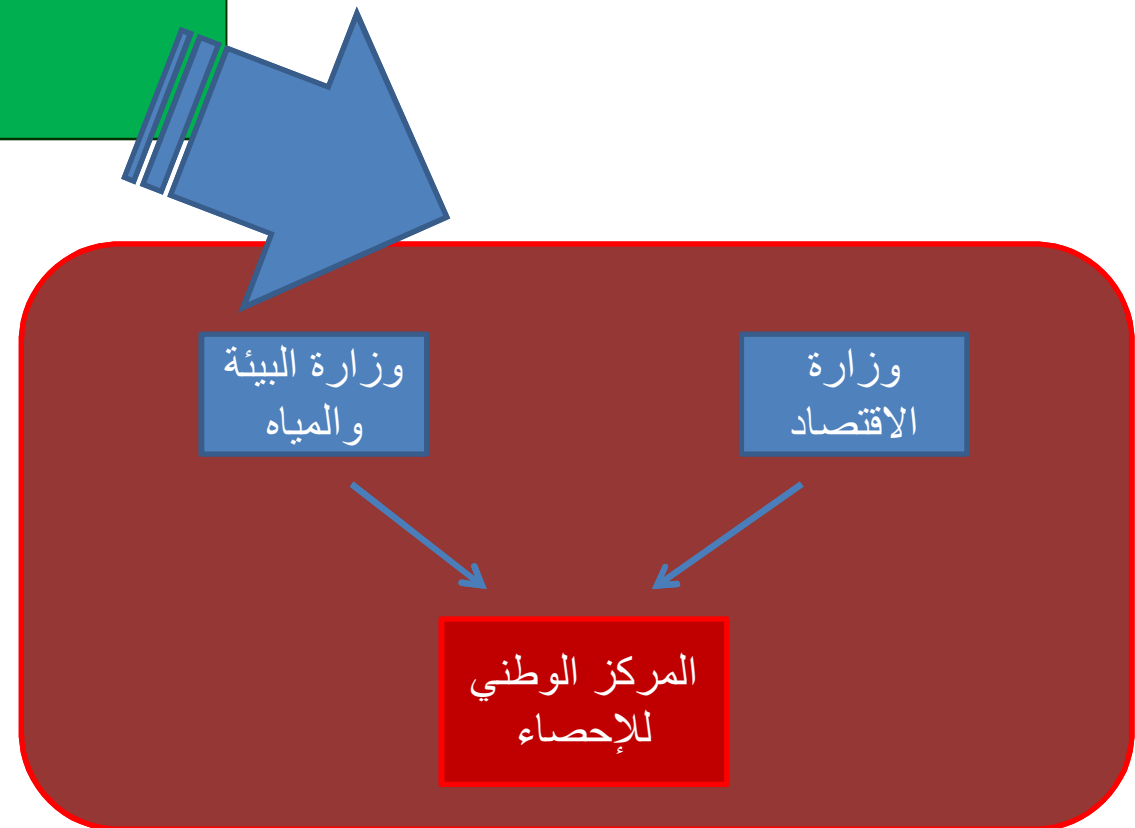 وزارة
الاقتصاد
وزارة البيئة
والمياه
المركز الوطني
للإحصاء